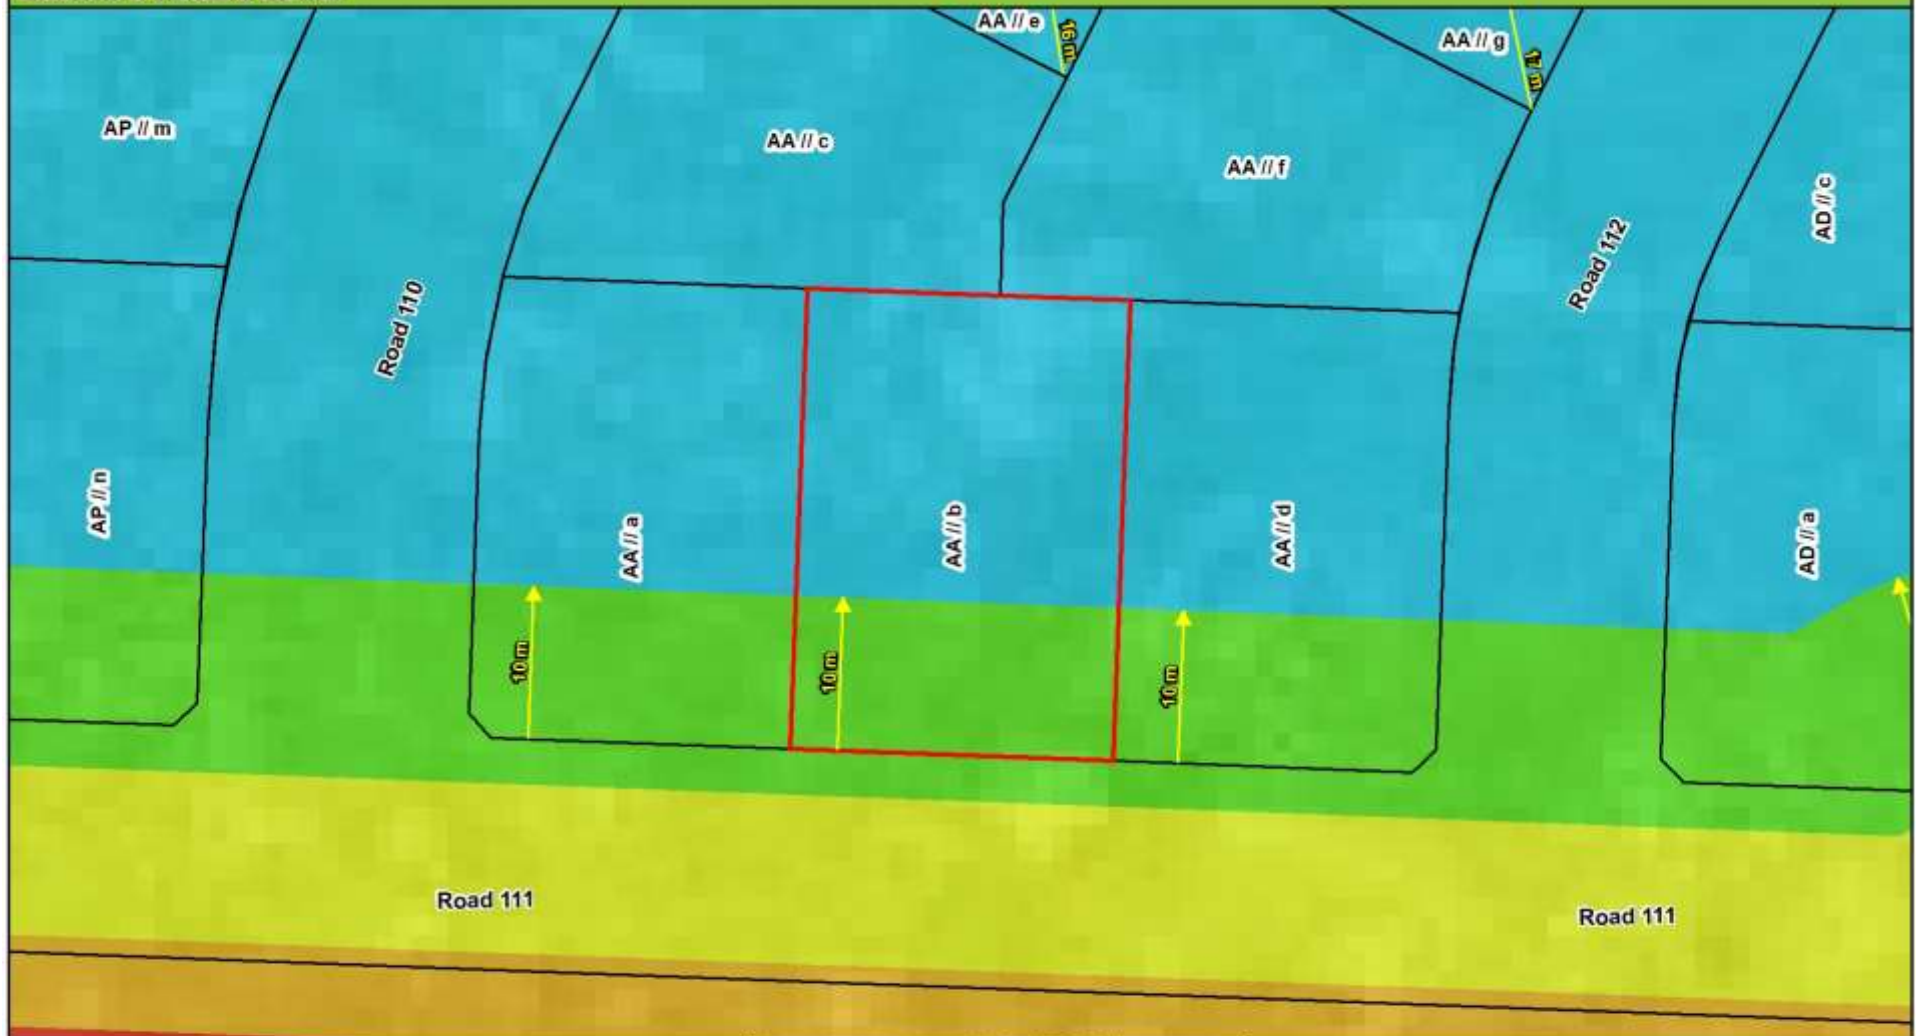 AA // e
16 m
AA // g
17 m
AP // m
AA // c
AA // f
AD // c
Road 110
Road 112
AP // n
AA // a
AA // b
AA // d
AD // a
10 m
10 m
10 m
Road 111
Road 111